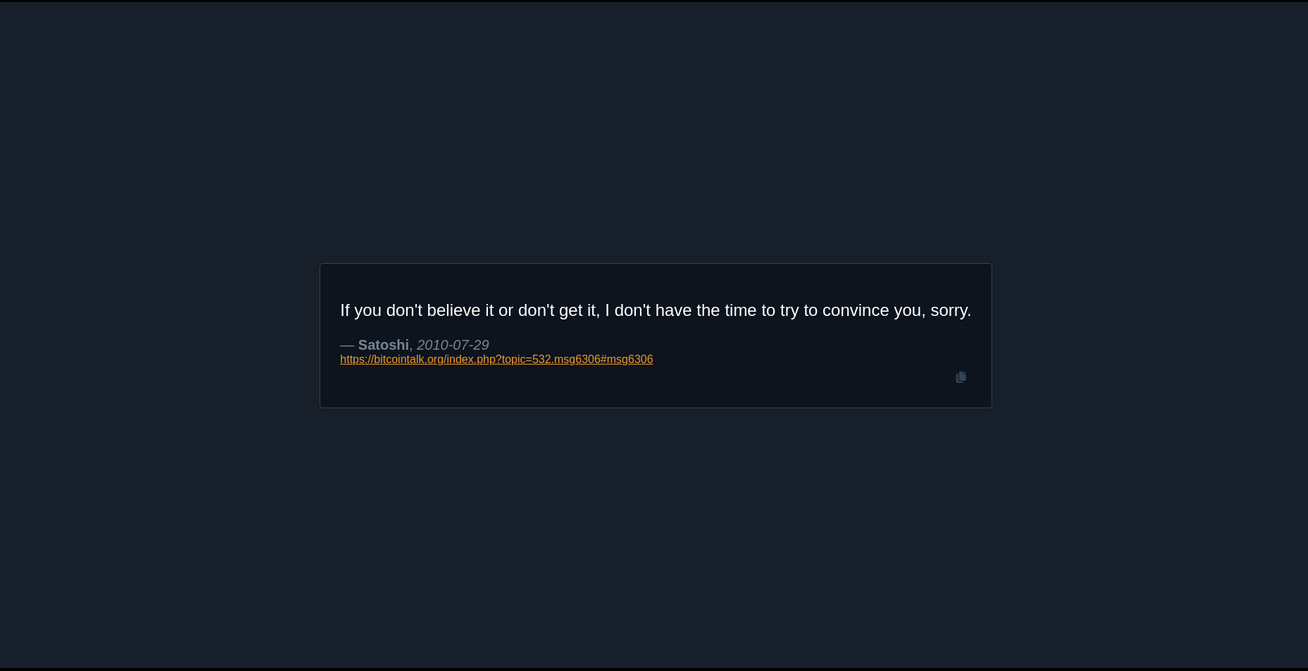 If you don't believe it or don't get it, I don't have the time to try to convince you, sorry.
— Satoshi, 2010-07-29
https://bitcointalk.org/index.php?topic=532.msg6306#msg6306